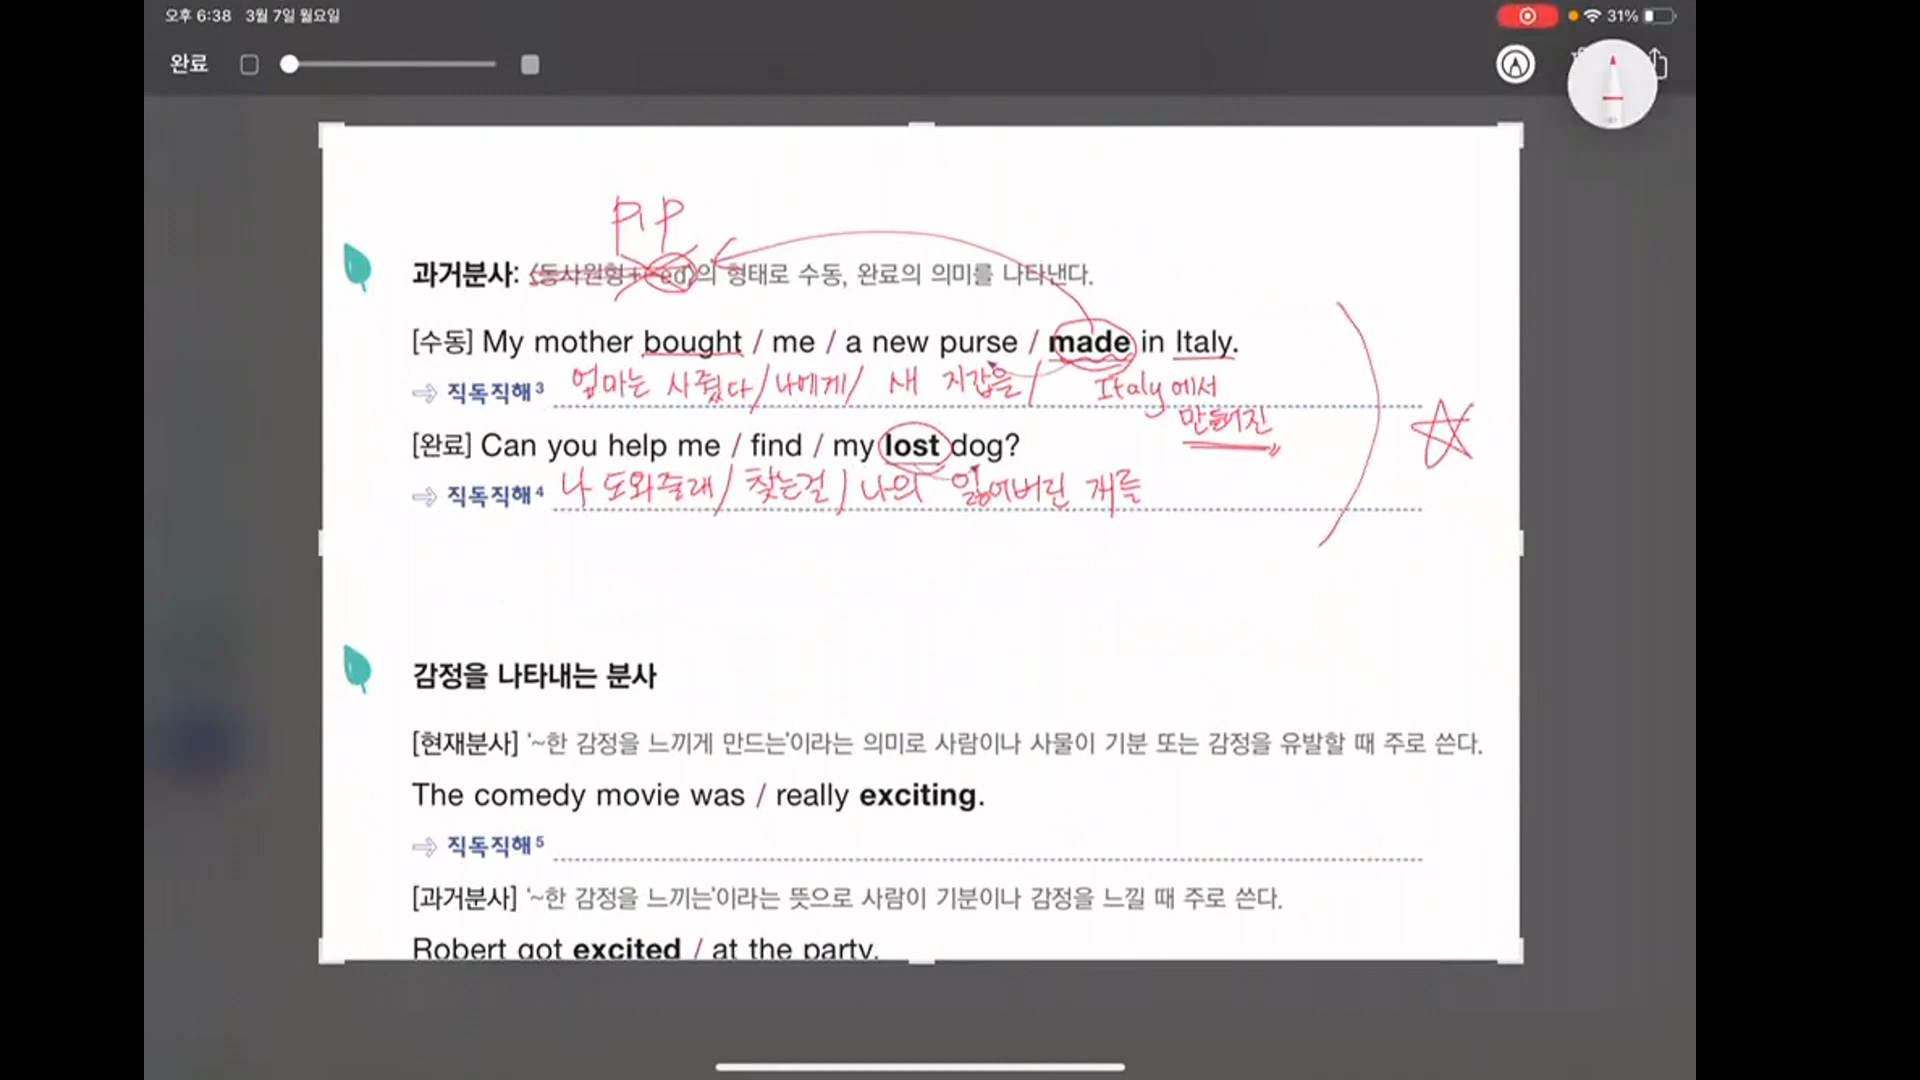 오후 6:38 3월 7일 월요일
31%
완료
p.p
과거분사: (동사원형+-ed)의 형태로 수동, 완료의 의미를 나타낸다.
[수동] My mother bought / me / a new purse / made in Italy.
⇨ 직독직해3 엄마는 사줬다/나에게/ 새 지갑을/ Italy에서
만들어진
[완료] Can you help me / find / my lost dog?
⇨ 직독직해4 나 도와줄래/ 찾는걸/ 나의 잃어버린 개를
감정을 나타내는 분사
[현재분사] '~한 감정을 느끼게 만드는'이라는 의미로 사람이나 사물이 기분 또는 감정을 유발할 때 주로 쓴다.
The comedy movie was / really exciting.
⇨ 직독직해5
[과거분사] '~한 감정을 느끼는'이라는 뜻으로 사람이 기분이나 감정을 느낄 때 주로 쓴다.
Robert got excited / at the party.